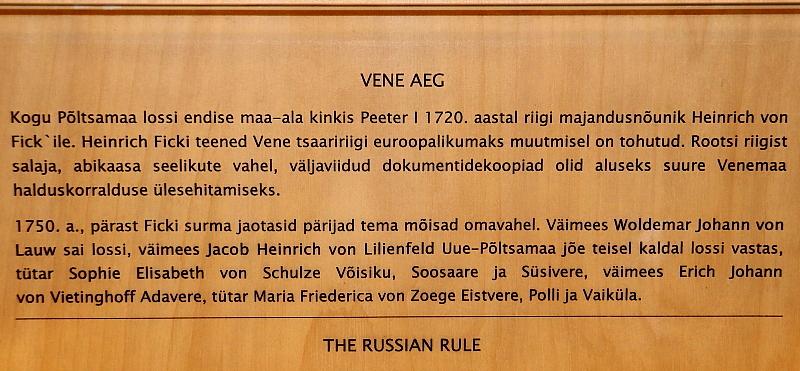 VENE AEG
Kogu Põltsamaa lossi endise maa-ala kinkis Peeter I 1720. aastal riigi majandusnõunik Heinrich von
Fick`ile. Heinrich Ficki teened Vene tsaaririigi euroopalikumaks muutmisel on tohutud. Rootsi riigist
salaja, abikaasa seelikute vahel, väljaviidud dokumentidekoopiad olid aluseks suure Venemaa
halduskorralduse ülesehitamiseks.
1750. a., pärast Ficki surma jaotasid pärijad tema mõisad omavahel. Väimees Woldemar Johann von
Lauw sai lossi, väimees Jacob Heinrich von Lilienfeld Uue-Põltsamaa jõe teisel kaldal lossi vastas,
tütar Sophie Elisabeth von Schulze Võisiku, Soosaare ja Süsivere, väimees Erich Johann
von Vietinghoff Adavere, tütar Maria Friederica von Zoege Eistvere, Polli ja Vaiküla.
THE RUSSIAN RULE